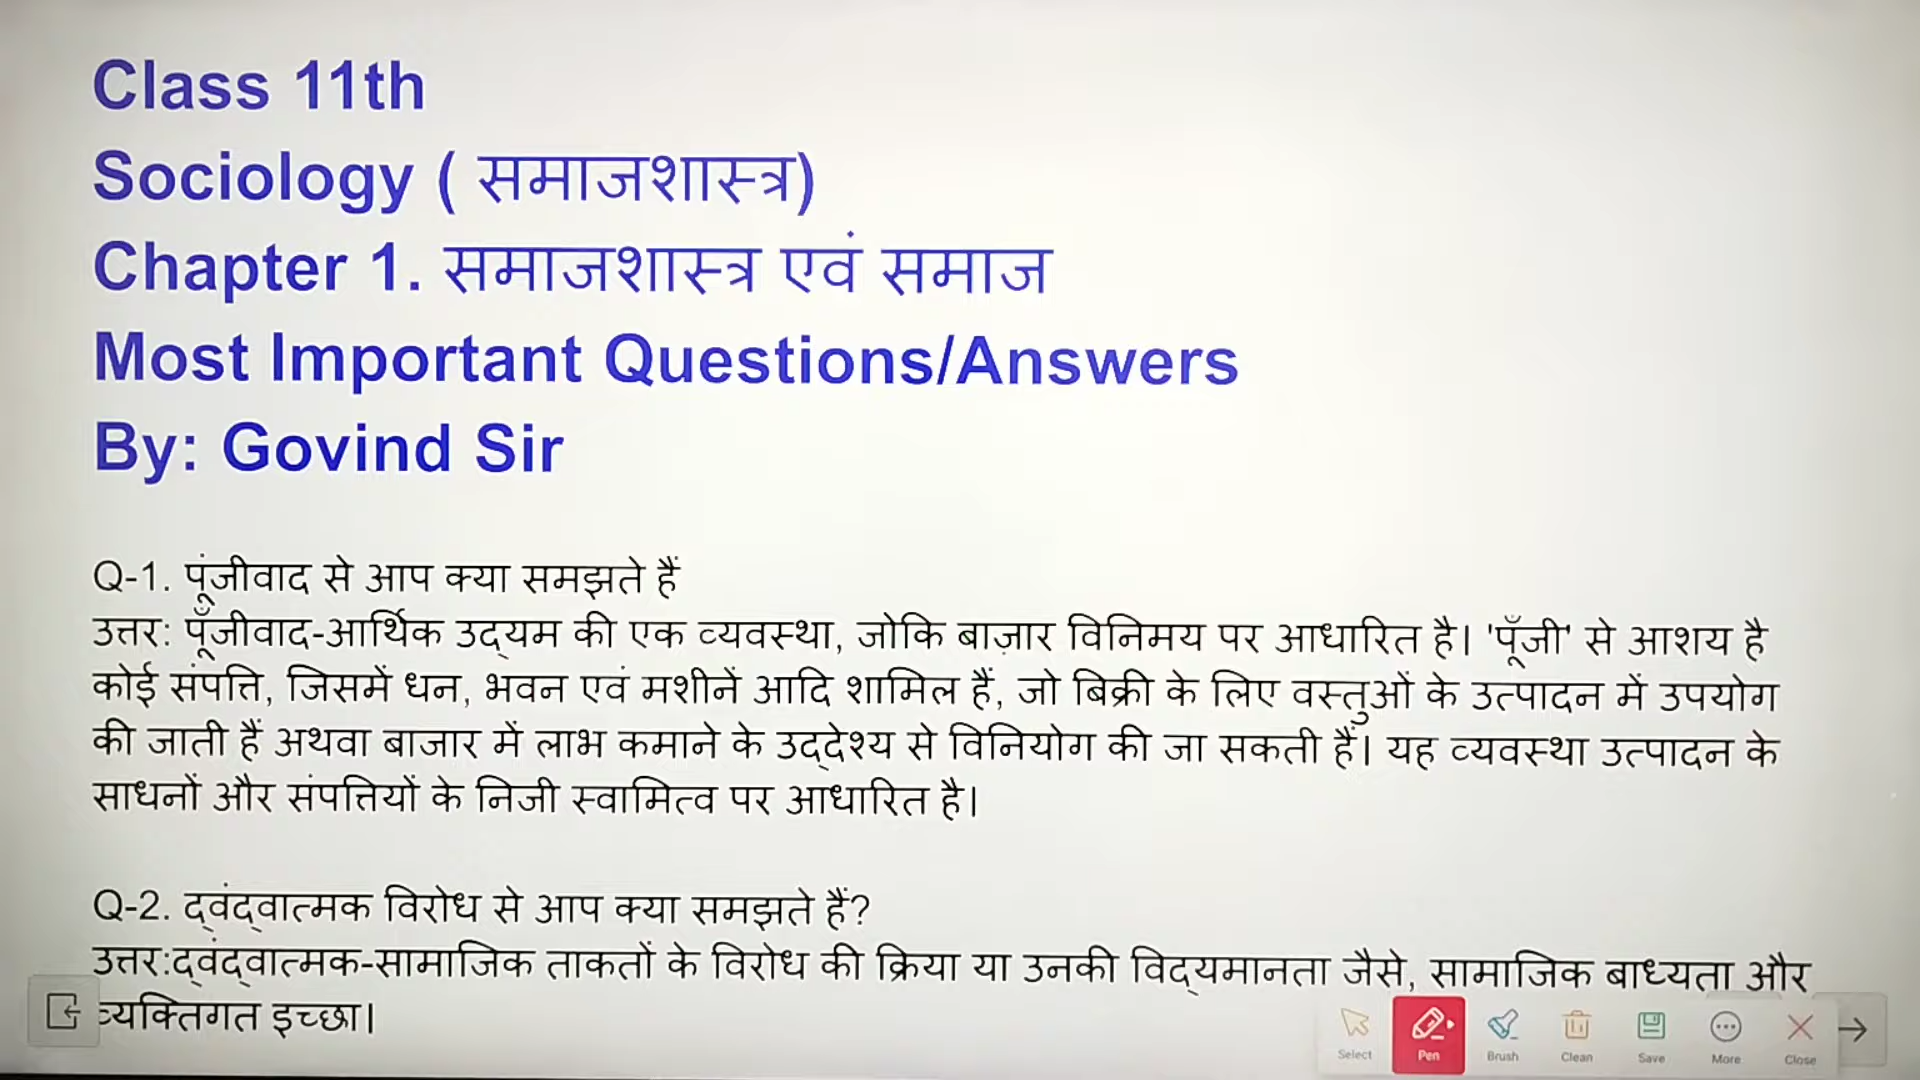 Class 11th
Sociology ( समाजशास्त्र)
Chapter 1. समाजशास्त्र एवं समाज
Most Important Questions/Answers
By: Govind Sir
Q-1. पूंजीवाद से आप क्या समझते हैं
उत्तर: पूँजीवाद-आर्थिक उद्यम की एक व्यवस्था, जोकि बाज़ार विनिमय पर आधारित है। 'पूँजी' से आशय है
कोई संपत्ति, जिसमें धन, भवन एवं मशीनें आदि शामिल हैं, जो बिक्री के लिए वस्तुओं के उत्पादन में उपयोग
की जाती हैं अथवा बाजार में लाभ कमाने के उद्देश्य से विनियोग की जा सकती हैं। यह व्यवस्था उत्पादन के
साधनों और संपत्तियों के निजी स्वामित्व पर आधारित है।
Q-2. द्वंद्वात्मक विरोध से आप क्या समझते हैं?
उत्तर:द्वंद्वात्मक-सामाजिक ताकतों के विरोध की क्रिया या उनकी विद्यमानता जैसे, सामाजिक बाध्यता और
व्यक्तिगत इच्छा।
Select Pen Brush Clean Save More Close